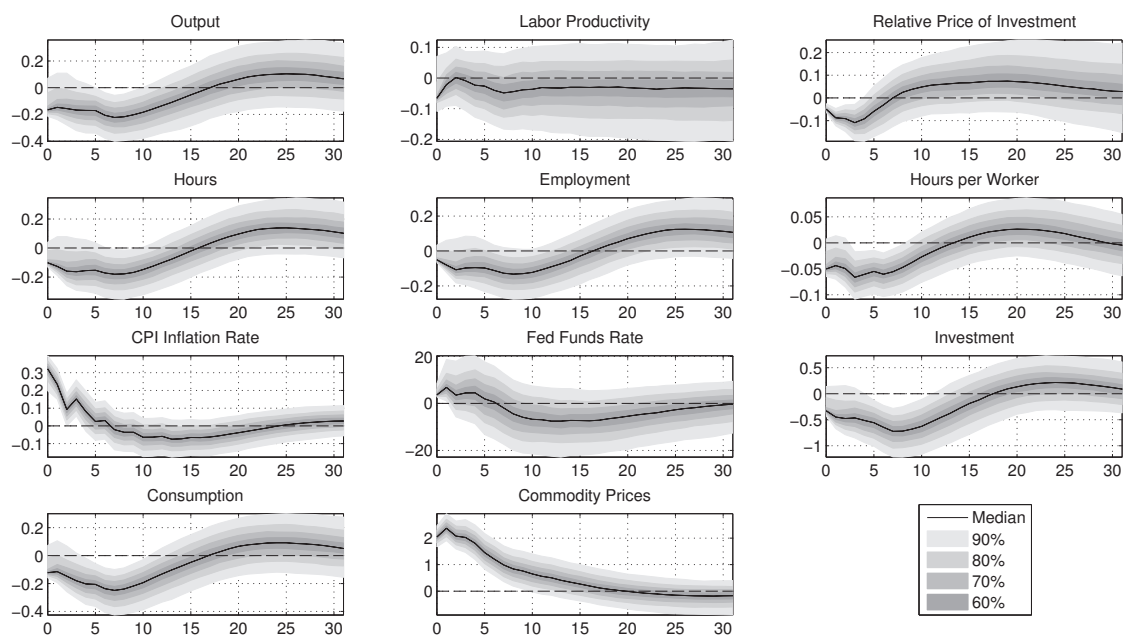 Output
0.2
0
−0.2
−0.4
0 5 10 15 20 25 30
Labor Productivity
0.1
0
−0.1
−0.2
0 5 10 15 20 25 30
Relative Price of Investment
0.2
0.1
0
−0.1
0 5 10 15 20 25 30
Hours
0.2
0
−0.2
0 5 10 15 20 25 30
Employment
0.2
0
−0.2
0 5 10 15 20 25 30
Hours per Worker
0.05
0
−0.05
−0.1
0 5 10 15 20 25 30
CPI Inflation Rate
0.3
0.2
0.1
0
−0.1
0 5 10 15 20 25 30
Fed Funds Rate
20
0
−20
0 5 10 15 20 25 30
Investment
0.5
0
−0.5
−1
0 5 10 15 20 25 30
Consumption
0.2
0
−0.2
−0.4
0 5 10 15 20 25 30
Commodity Prices
2
1
0
0 5 10 15 20 25 30
Median
90%
80%
70%
60%